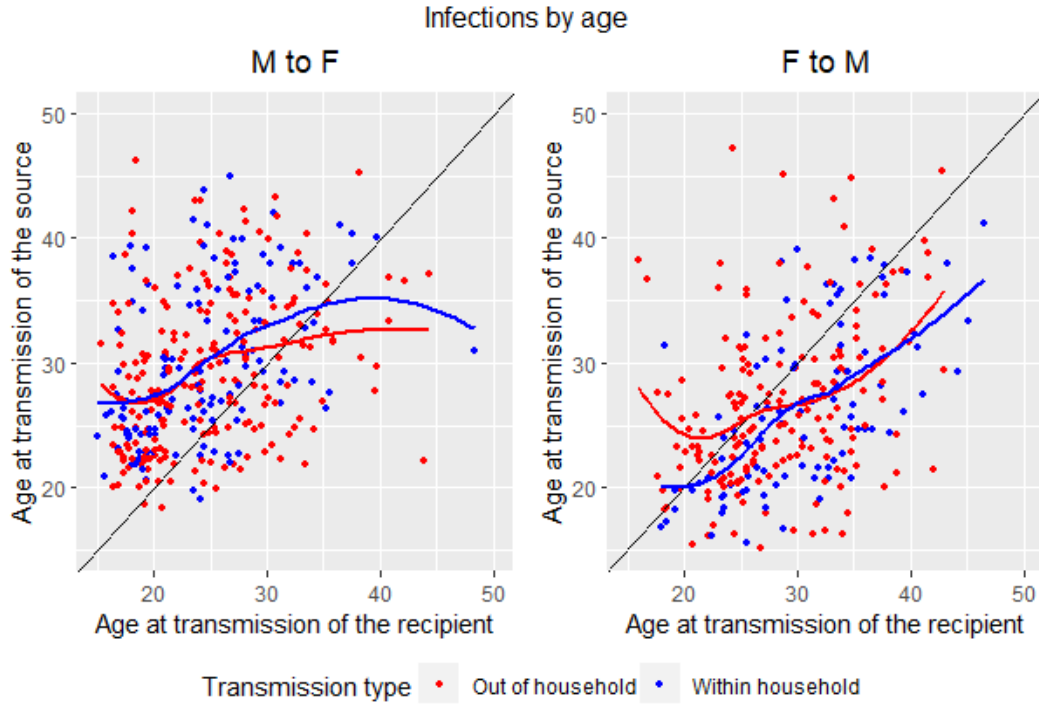 Infections by age
M to F
F to M
50
40
30
20
Age at transmission of the source
20 30 40 50
Age at transmission of the recipient
50
40
30
20
Age at transmission of the source
20 30 40 50
Age at transmission of the recipient
Transmission type Out of household Within household